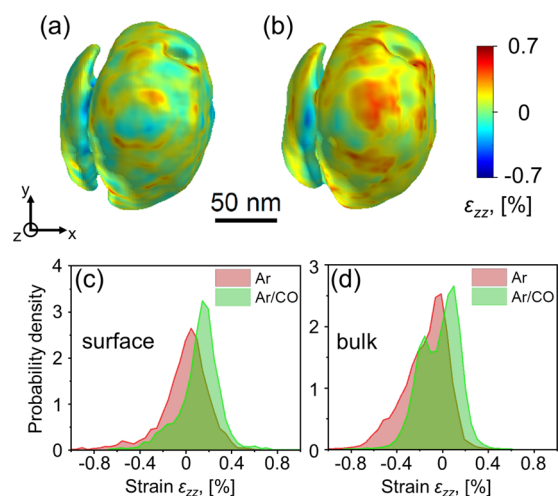 (a) (b)
0.7
0
-0.7
εzz, [%]
y
z x
50 nm
(c) (d)
4
3
2
1
0
Probability density
surface
Ar
Ar/CO
-0.8 -0.4 0 0.4 0.8
Strain εzz, [%]
3
2
1
0
bulk
Ar
Ar/CO
-0.8 -0.4 0 0.4 0.8
Strain εzz, [%]